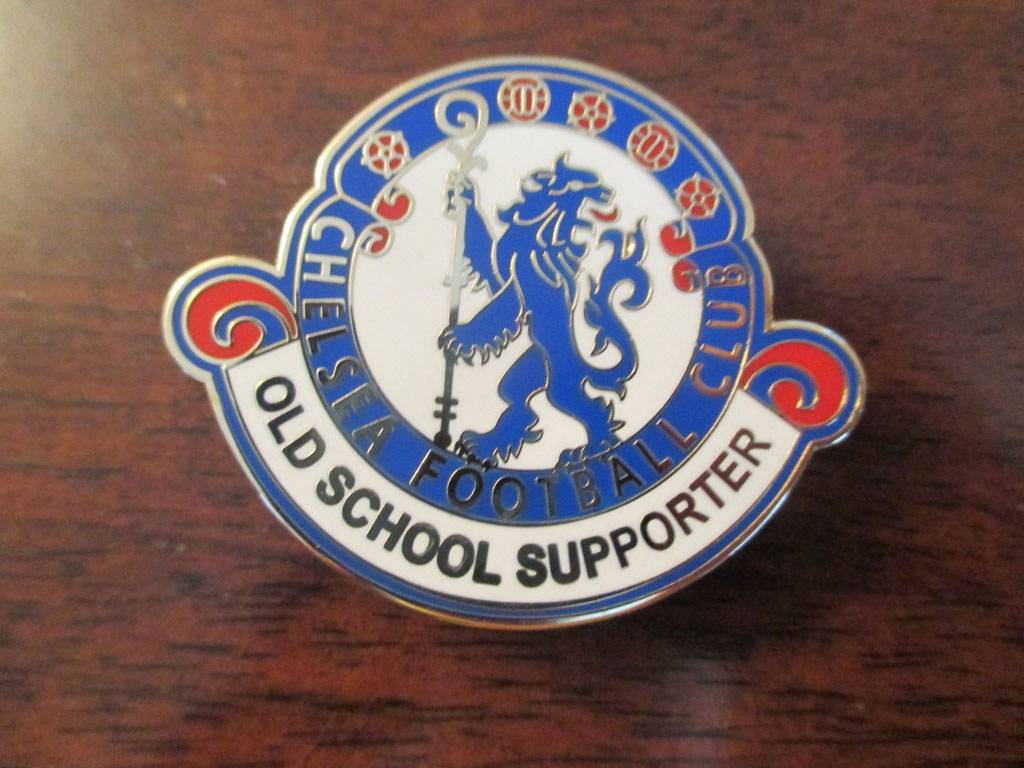 CHELSEA FOOTBALL CLUB
OLD SCHOOL SUPPORTER